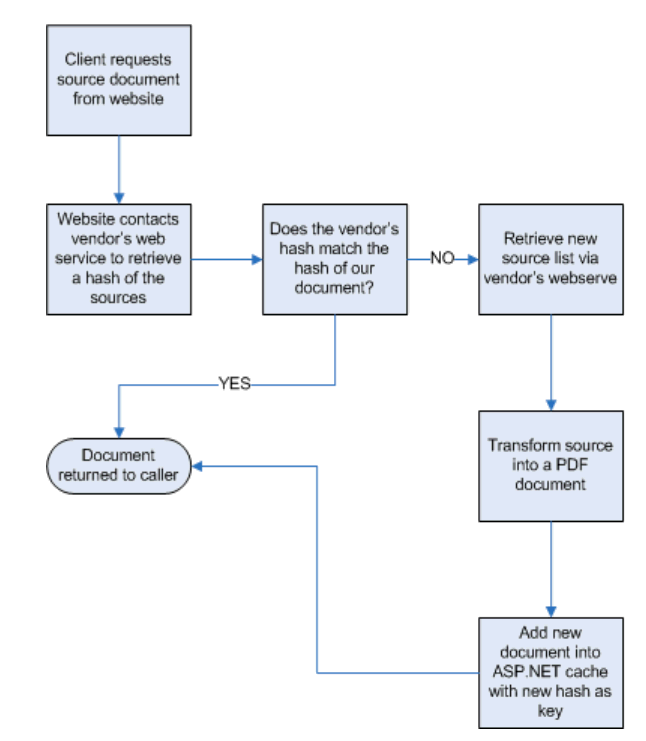 Client requests
source document
from website
Website contacts
vendor's web
service to retrieve
a hash of the
sources
Does the vendor's
hash match the
hash of our
document?
NO
Retrieve new
source list via
vendor's webserve
YES
Document
returned to caller
Transform source
into a PDF
document
Add new
document into
ASP.NET cache
with new hash as
key